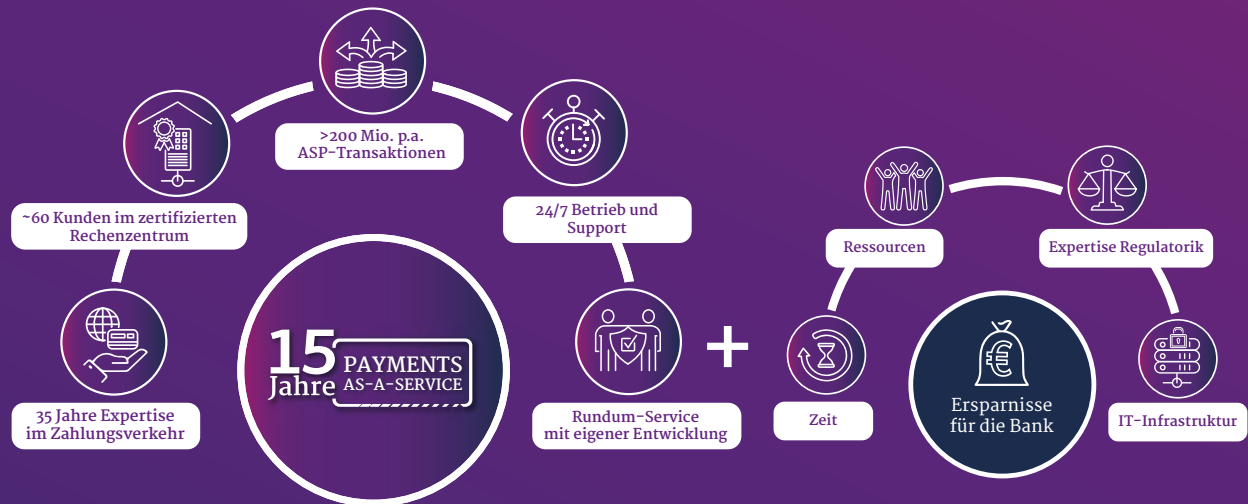 >200 Mio. p.a.
ASP-Transaktionen
~60 Kunden im zertifizierten
Rechenzentrum
24/7 Betrieb und
Support
35 Jahre Expertise
im Zahlungsverkehr
15
Jahre
PAYMENTS
AS-A-SERVICE
Rundum-Service
mit eigener Entwicklung
+
Ressourcen
Expertise Regulatorik
Zeit
€
Ersparnisse
für die Bank
IT-Infrastruktur